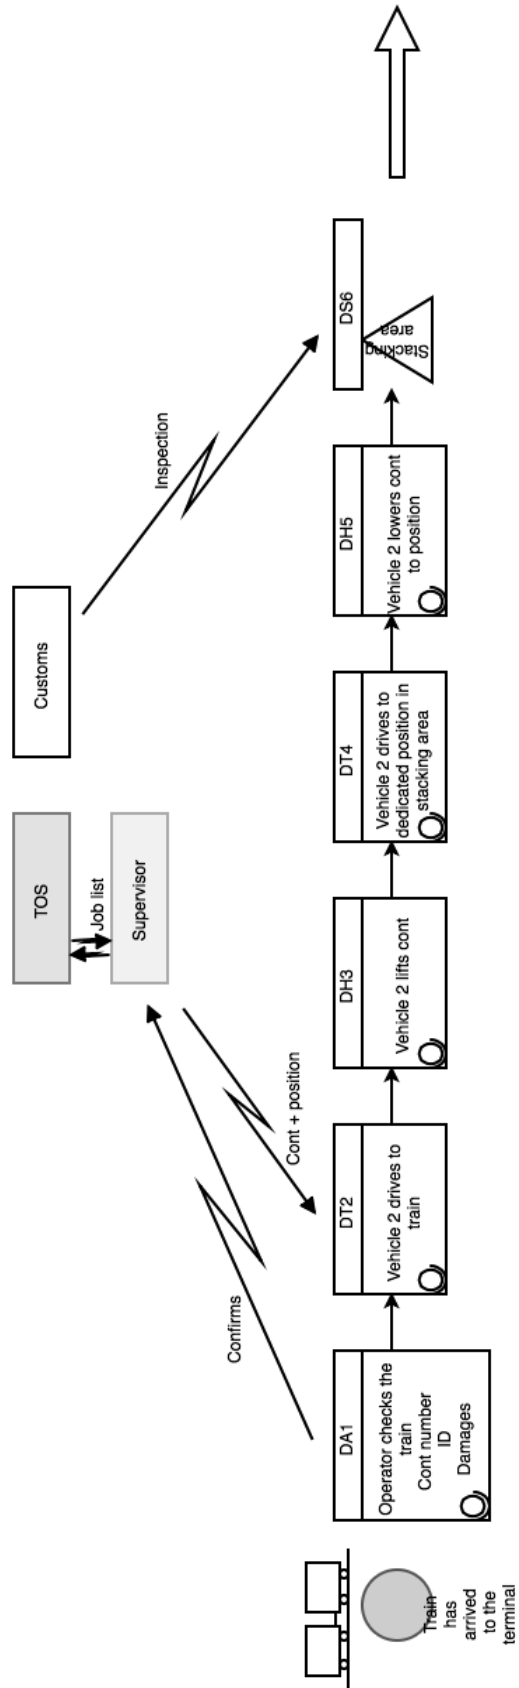 TOS
Job list
Supervisor
Customs
Inspection
Confirms
Cont + position
Train
has
arrived
to the
terminal
DA1
Operator checks the
train
Cont number
ID
Damages
DT2
Vehicle 2 drives to
train
DH3
Vehicle 2 lifts cont
DT4
Vehicle 2 drives to
dedicated position in
stacking area
DH5
Vehicle 2 lowers cont
to position
DS6
Stacking
area